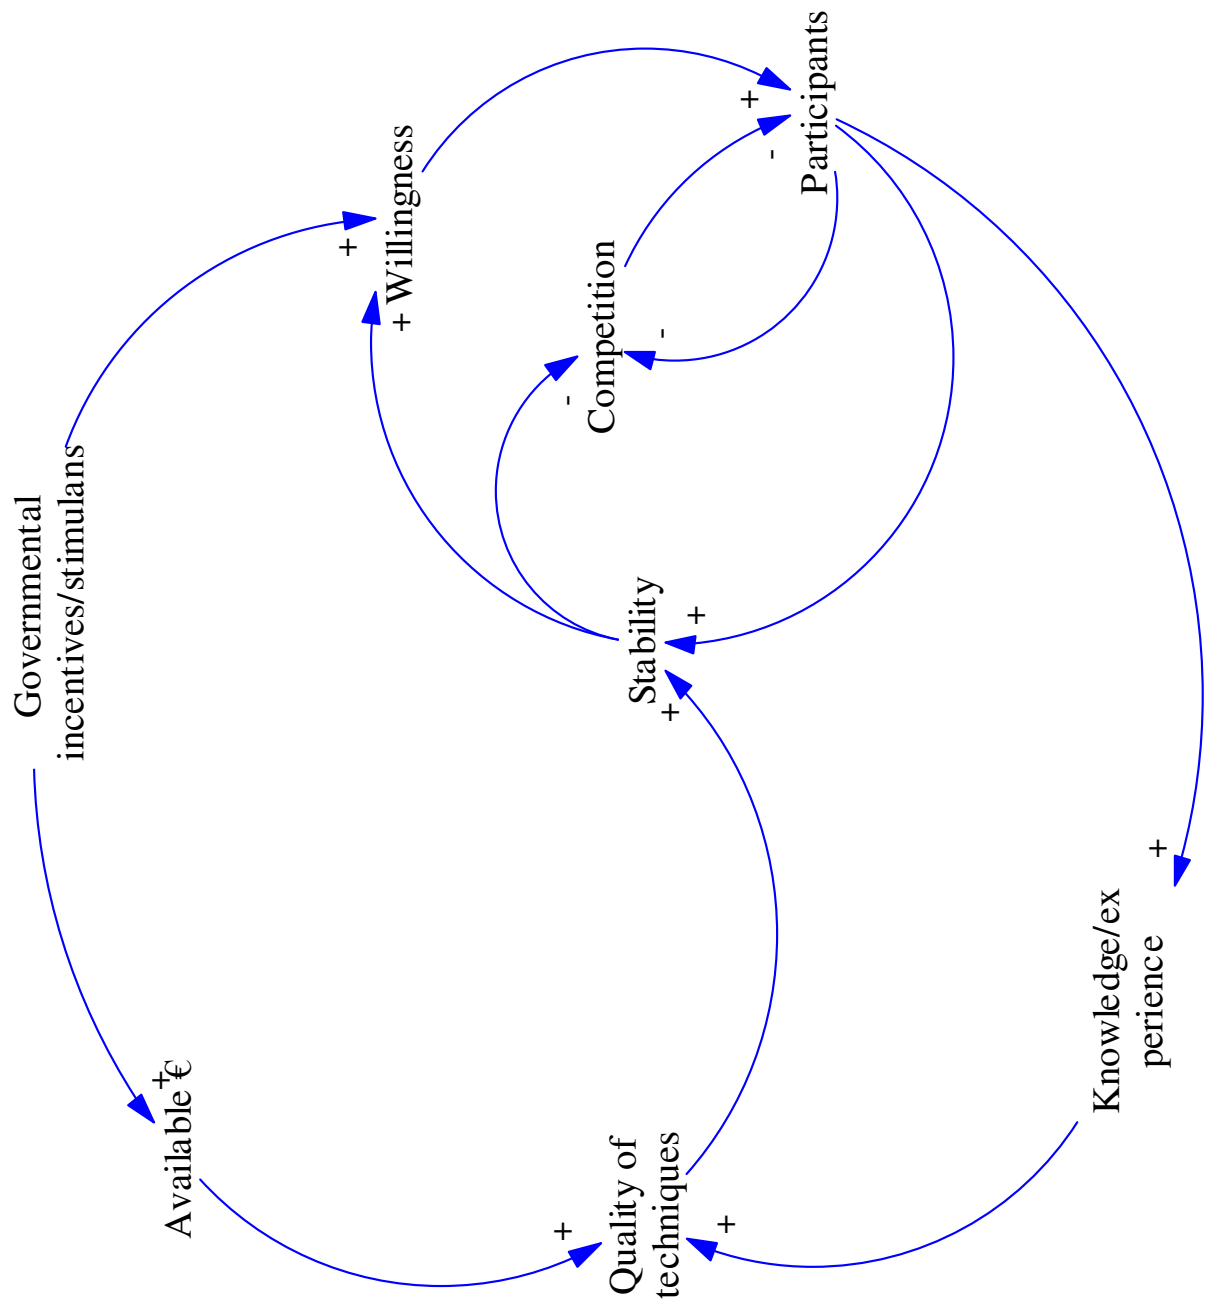 Governmental
incentives/stimulans
+
Available €
+
+ Willingness
+
Quality of
techniques
+
-
Competition
-
Stability
+
+
+
-
Participants
Knowledge/ex
perience
+